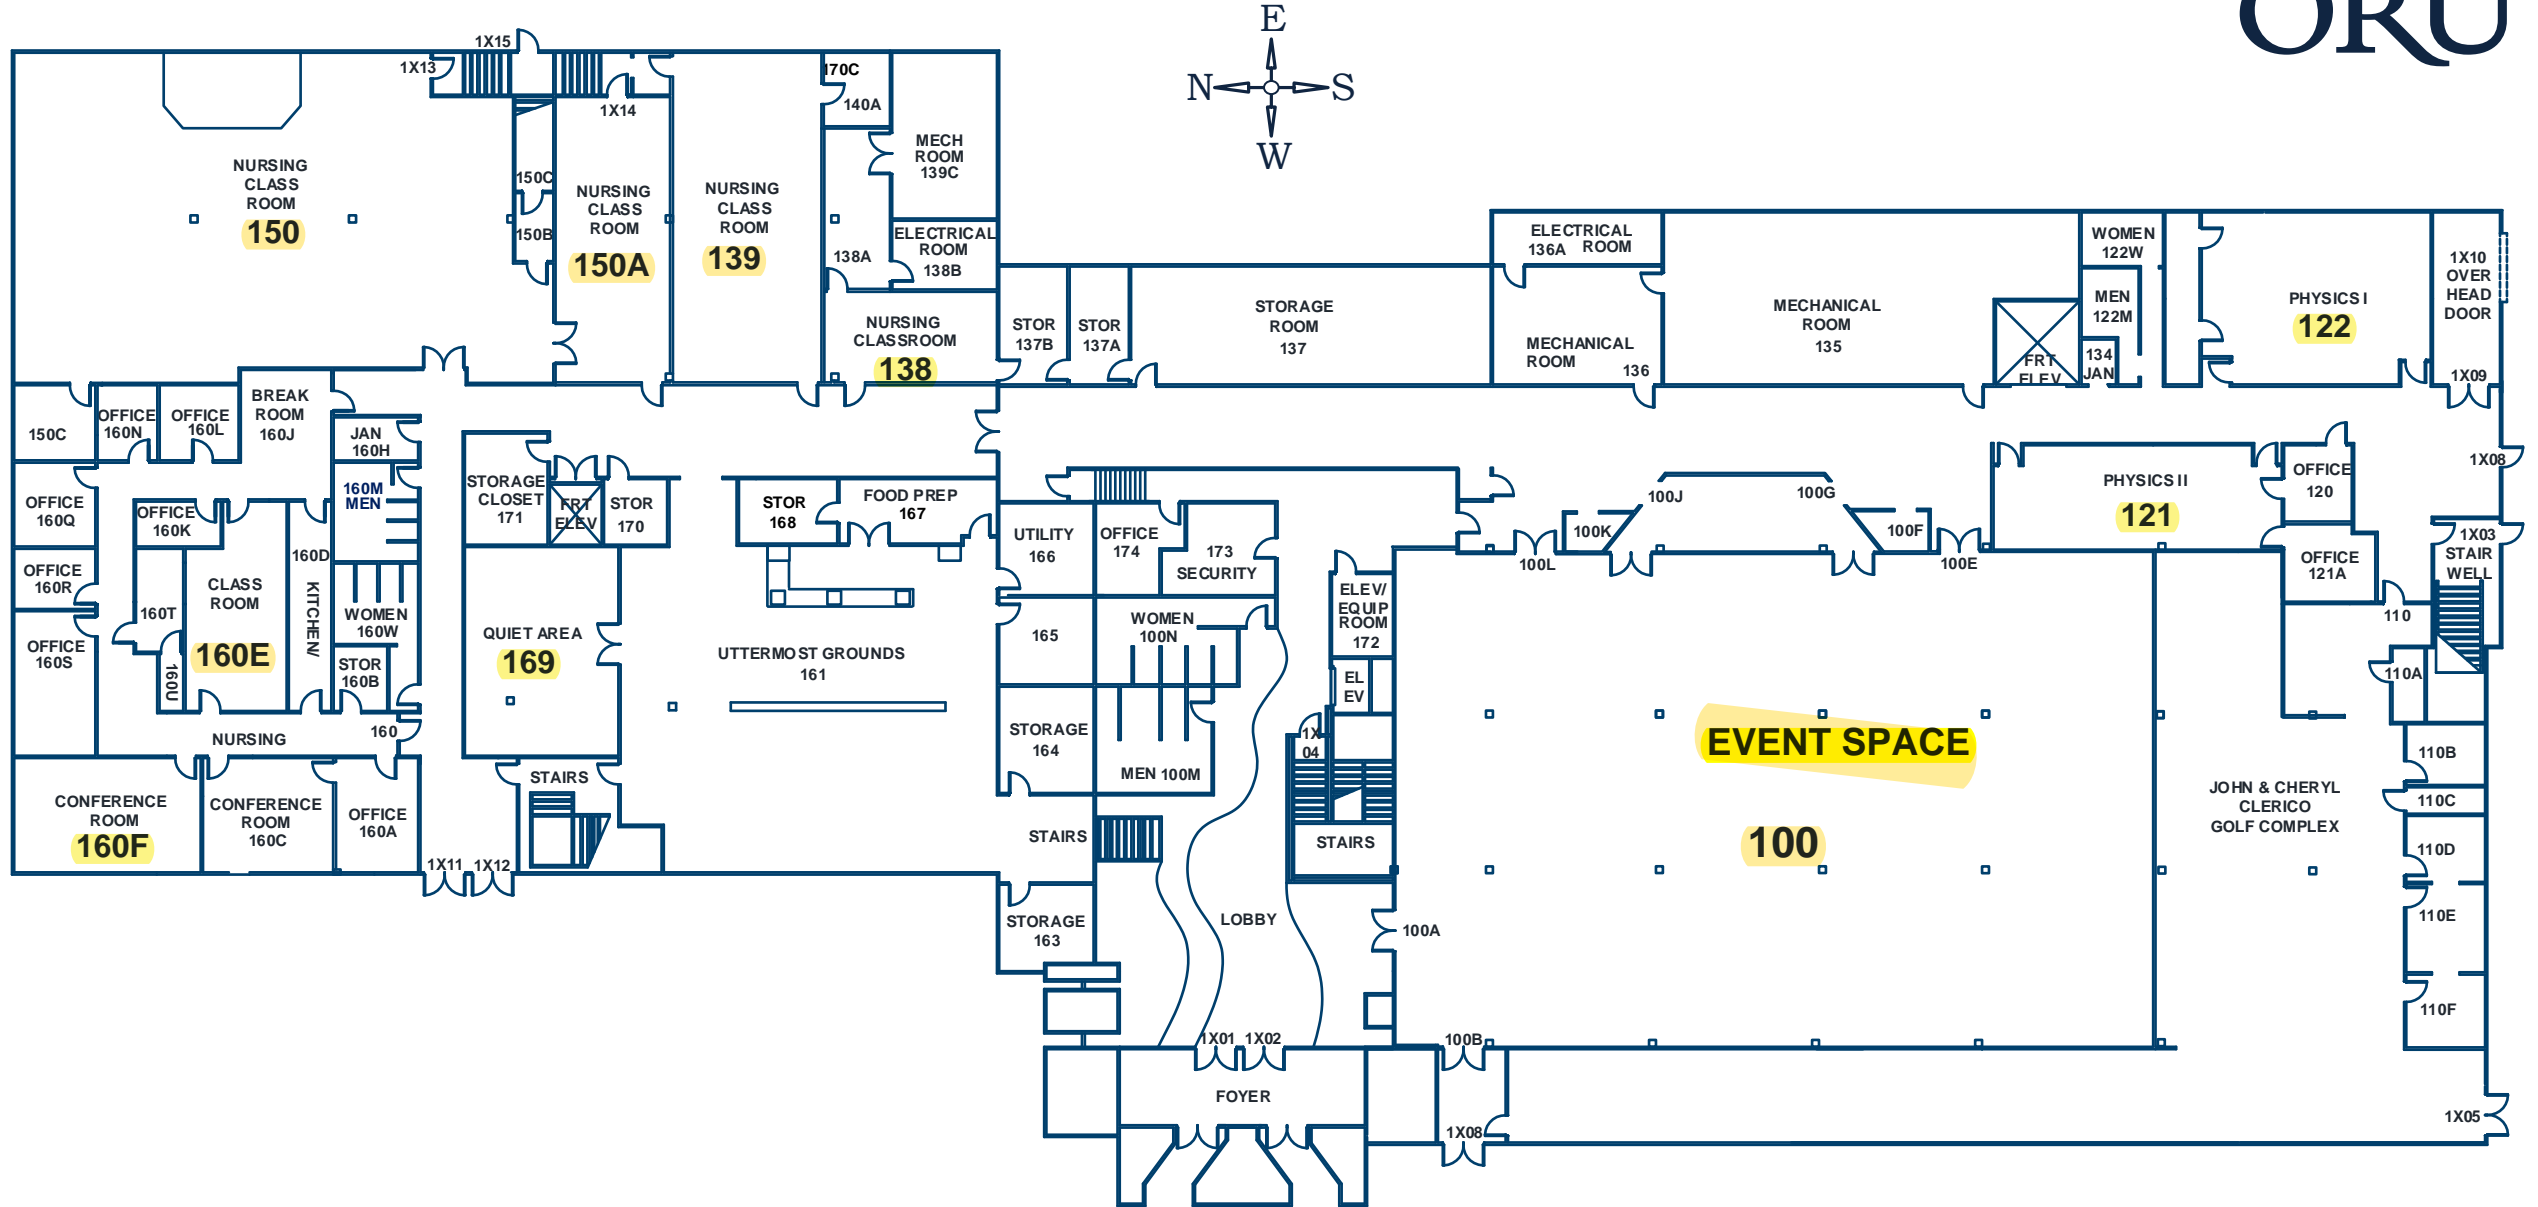 E
N S
W
ORU
1X15
1X13
1X14
170C
140A
NURSING
CLASS
ROOM
150
150C
150B
NURSING
CLASS
ROOM
150A
NURSING
CLASS
ROOM
139
MECH
ROOM
139C
ELECTRICAL
ROOM
138B
138A
NURSING
CLASSROOM
138
STOR
137B
STOR
137A
STORAGE
ROOM
137
ELECTRICAL
136A ROOM
MECHANICAL
ROOM
136
MECHANICAL
ROOM
135
FRT
ELEV
WOMEN
122W
MEN
122M
134
JAN
PHYSICS I
122
1X10
OVER
HEAD
DOOR
1X09
1X08
150C
OFFICE
160N
OFFICE
160L
BREAK
ROOM
160J
JAN
160H
160M
MEN
OFFICE
160Q
OFFICE
160K
OFFICE
160R
OFFICE
160S
160T
160U
CLASS
ROOM
160E
160D
KITCHEN/
WOMEN
160W
STOR
160B
160
NURSING
CONFERENCE
ROOM
160F
CONFERENCE
ROOM
160C
OFFICE
160A
1X11
1X12
STORAGE
CLOSET
171
FRT
ELEV
STOR
170
QUIET AREA
169
STAIRS
STOR
168
FOOD PREP
167
UTTERMOST GROUNDS
161
UTILITY
166
165
STORAGE
164
STAIRS
STORAGE
163
OFFICE
174
173
SECURITY
WOMEN
100N
MEN 100M
LOBBY
ELEV/
EQUIP
ROOM
172
EL
EV
1X
04
STAIRS
100A
1X01
1X02
FOYER
100B
1X08
100L
100K
100J
100G
100F
100E
EVENT SPACE
100
PHYSICS II
121
OFFICE
120
OFFICE
121A
1X03
STAIR
WELL
110
110A
110B
110C
110D
110E
110F
JOHN & CHERYL
CLERICO
GOLF COMPLEX
1X05